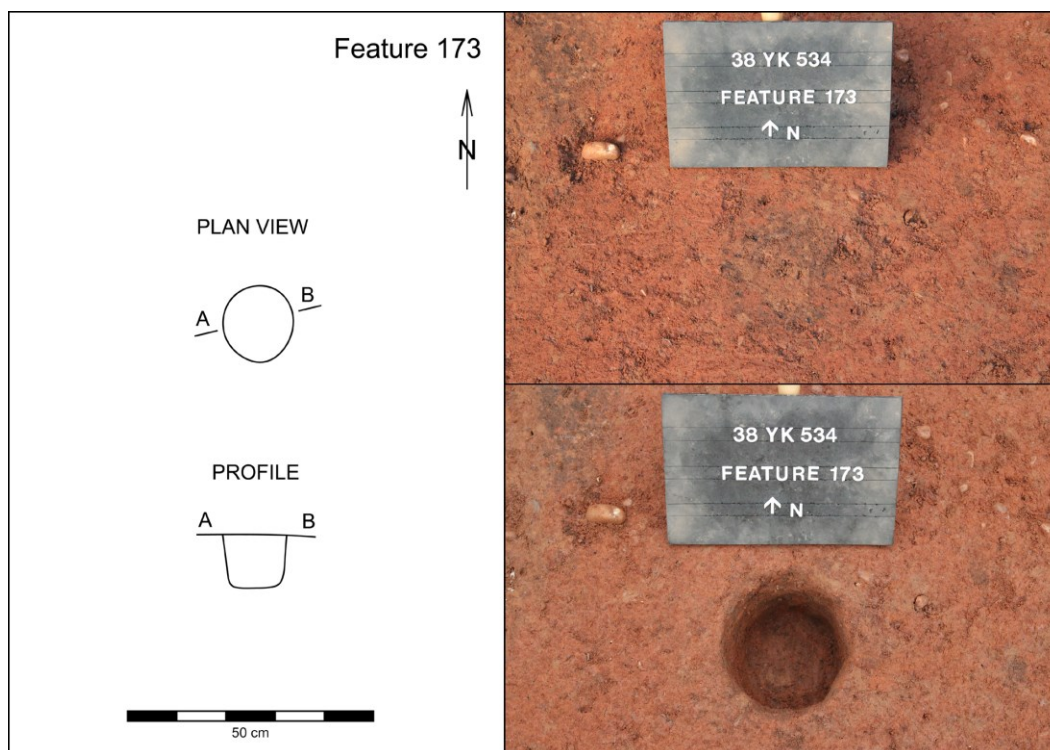 Feature 173
N
PLAN VIEW
A
B
PROFILE
A
B
50 cm
38 YK 534
FEATURE 173
↑ N
38 YK 534
FEATURE 173
↑ N